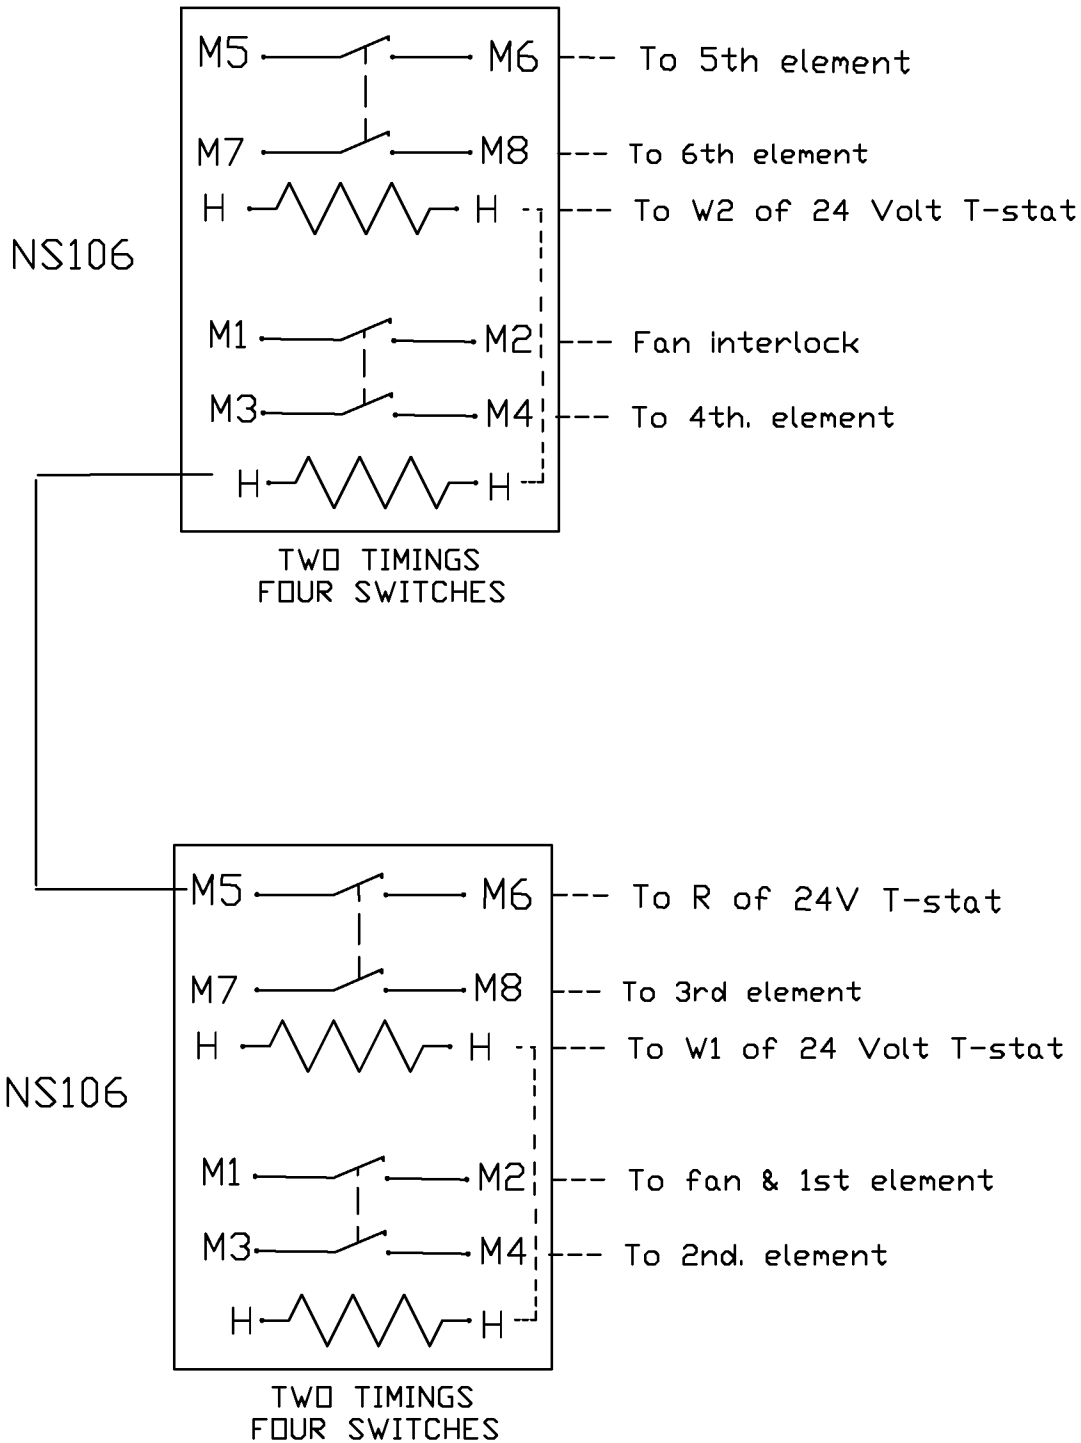 M5 M6 To 5th element
M7 M8 To 6th element
H H To W2 of 24 Volt T-stat
NS106
M1 M2 Fan interlock
M3 M4 To 4th. element
H H
TWO TIMINGS
FOUR SWITCHES
M5 M6 To R of 24V T-stat
M7 M8 To 3rd element
H H To W1 of 24 Volt T-stat
NS106
M1 M2 To fan & 1st element
M3 M4 To 2nd. element
H H
TWO TIMINGS
FOUR SWITCHES